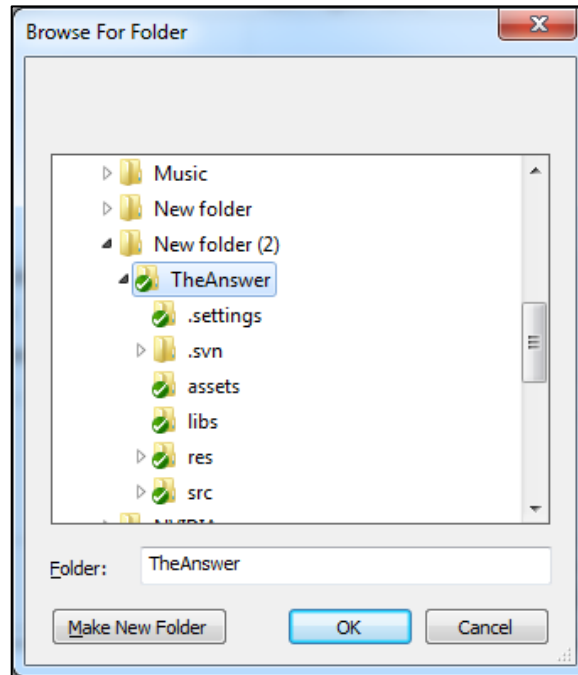 Browse For Folder
Music
New folder
New folder (2)
TheAnswer
.settings
.svn
assets
libs
res
src
NVIDIA
Folder:
TheAnswer
Make New Folder
OK
Cancel